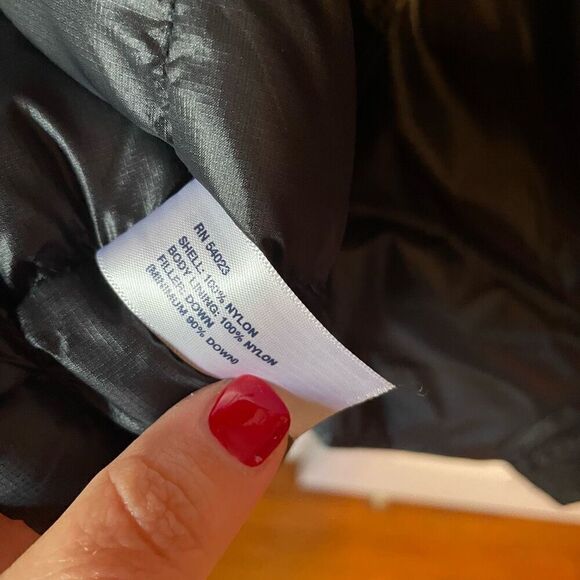 RN 54023
SHELL: 100% NYLON
BODY LINING: 100% NYLON
FILLER: DOWN
(MINIMUM 90% DOWN)